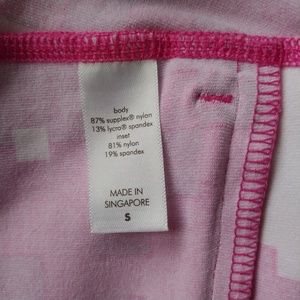 body
87% supplex® nylon
13% lycra® spandex
inset
81% nylon
19% spandex
MADE IN
SINGAPORE
S